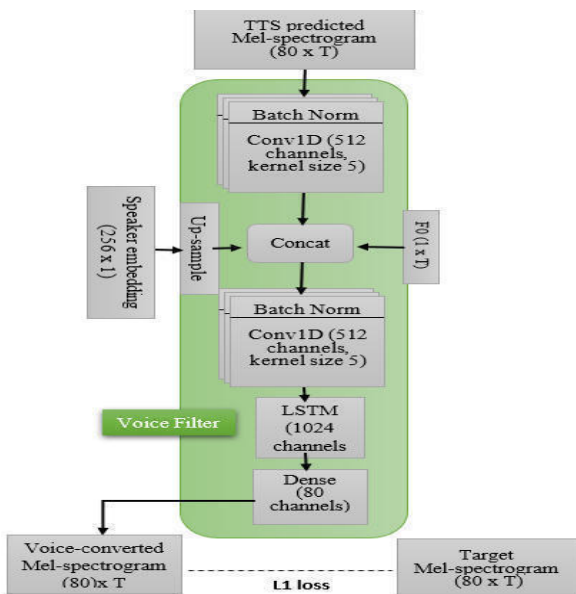 TTS predicted
Mel-spectrogram
(80 x T)
Batch Norm
Conv1D (512
channels,
kernel size 5)
Speaker embedding
(256 x 1)
Up-sample
Concat
F0 (1 x T)
Batch Norm
Conv1D (512
channels,
kernel size 5)
Voice Filter
LSTM
(1024
channels
Dense
(80
channels)
Voice-converted
Mel-spectrogram
(80)x T
L1 loss
Target
Mel-spectrogram
(80 x T)